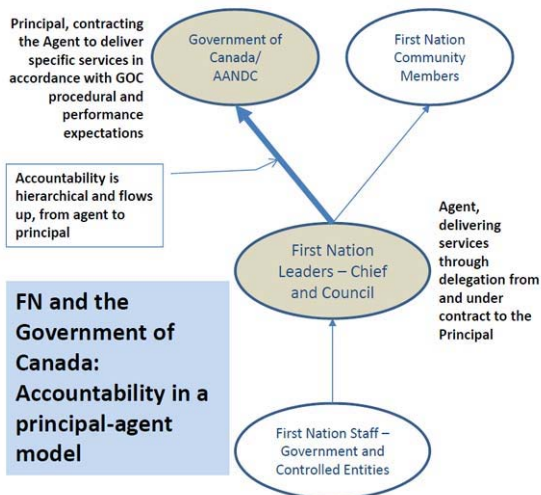 Principal, contracting
the Agent to deliver
specific services in
accordance with GOC
procedural and
performance
expectations
Government of
Canada/
AANDC
First Nation
Community
Members
Accountability is
hierarchical and flows
up, from agent to
principal
First Nation
Leaders – Chief
and Council
Agent,
delivering
services
through
delegation from
and under
contract to the
Principal
FN and the
Government of
Canada:
Accountability in a
principal-agent
model
First Nation Staff –
Government and
Controlled Entities